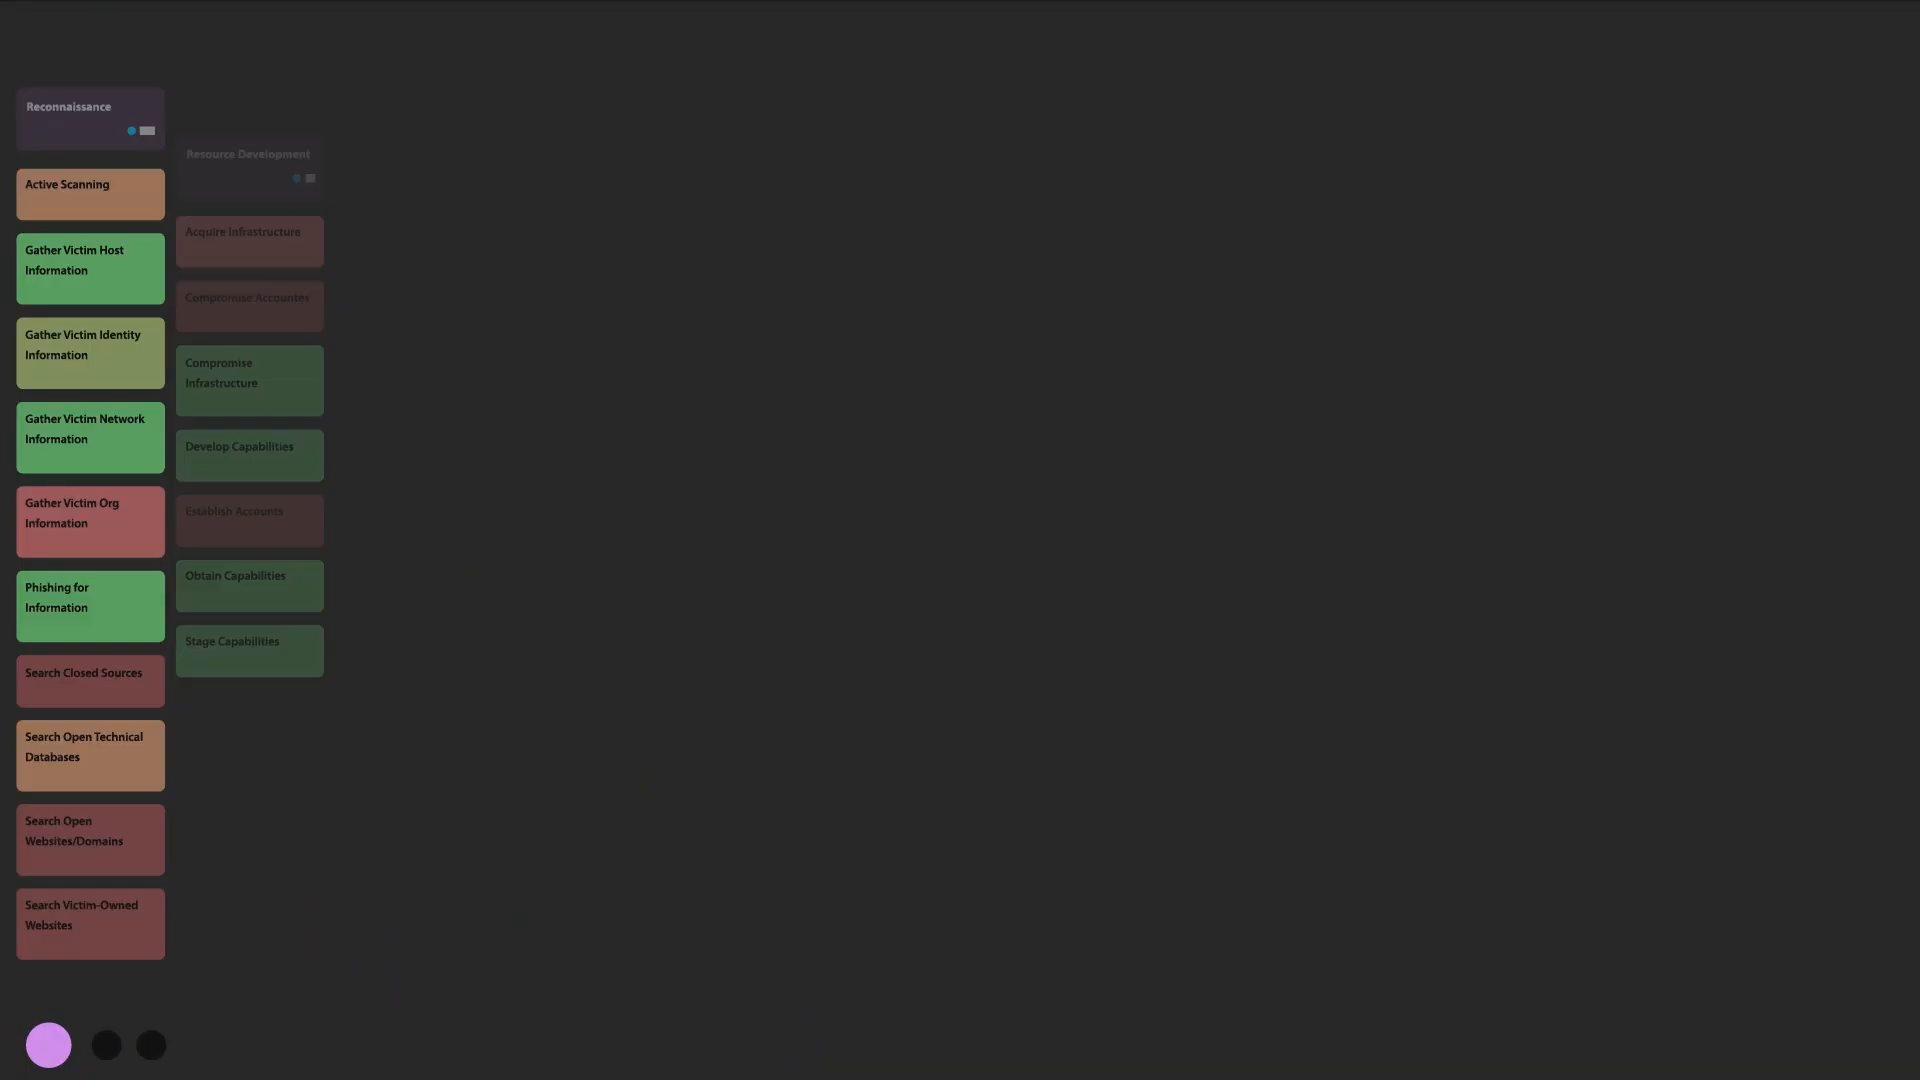 Reconnaissance
Active Scanning
Gather Victim Host
Information
Gather Victim Identity
Information
Gather Victim Network
Information
Gather Victim Org
Information
Phishing for
Information
Search Closed Sources
Search Open Technical
Databases
Search Open
Websites/Domains
Search Victim-Owned
Websites
Resource Development
Acquire Infrastructure
Compromise Accountes
Compromise
Infrastructure
Develop Capabilities
Establish Accounts
Obtain Capabilities
Stage Capabilities